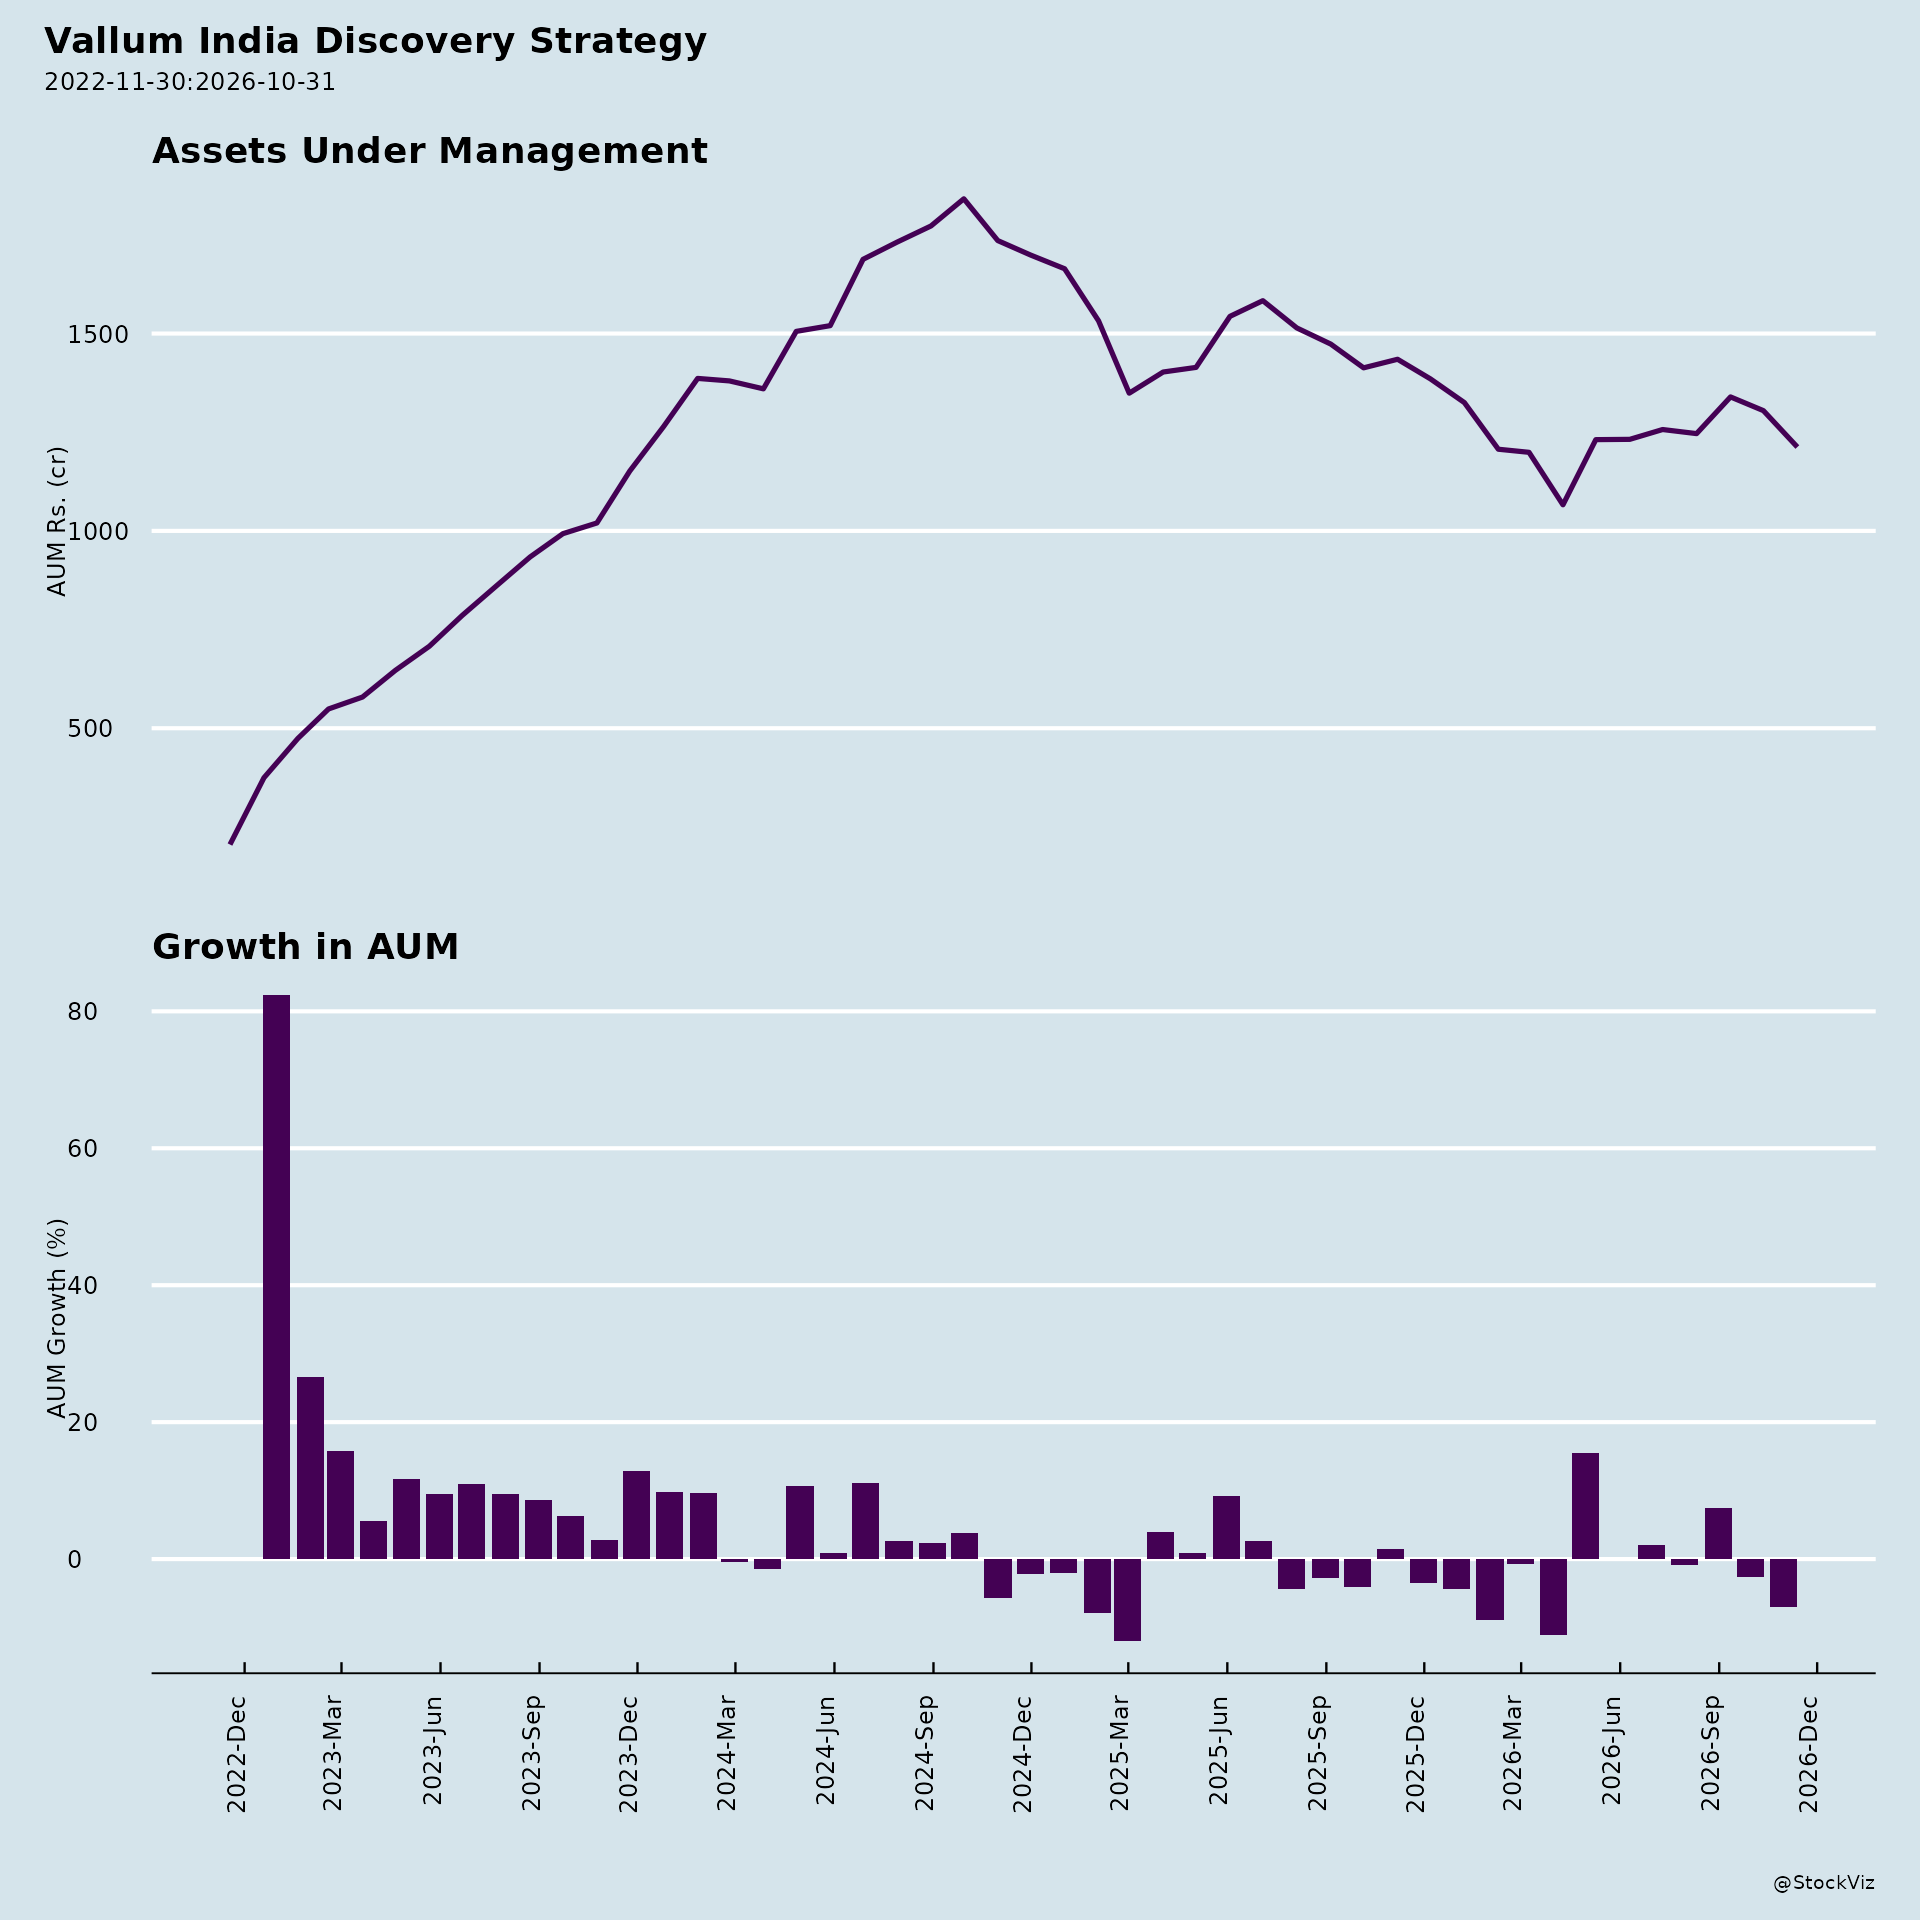 Vallum India Discovery Strategy
2022-11-30:2026-10-31
Assets Under Management
AUM Rs. (cr)
1500
1000
500
Growth in AUM
AUM Growth (%)
80
60
40
20
0
2022-Dec
2023-Mar
2023-Jun
2023-Sep
2023-Dec
2024-Mar
2024-Jun
2024-Sep
2024-Dec
2025-Mar
2025-Jun
2025-Sep
2025-Dec
2026-Mar
2026-Jun
2026-Sep
2026-Dec
@StockViz